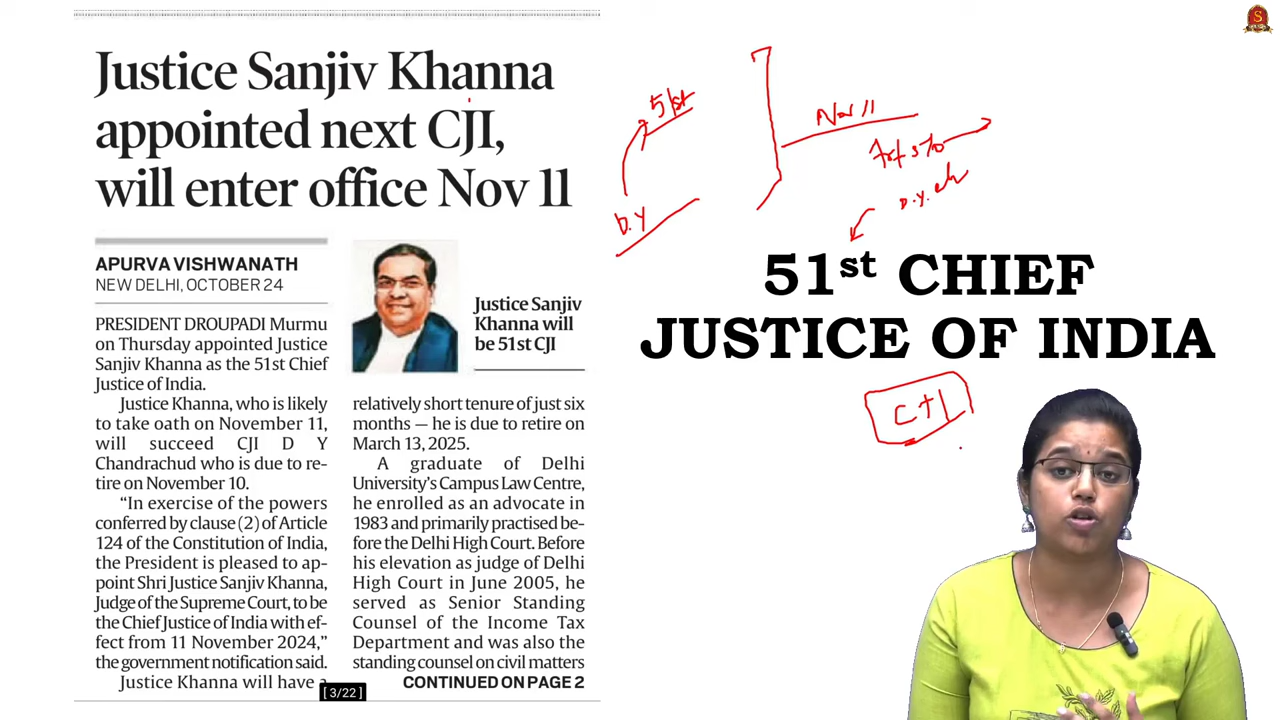 Justice Sanjiv Khanna
appointed next CJI,
will enter office Nov 11
APURVA VISHWANATH
NEW DELHI, OCTOBER 24
PRESIDENT DROUPADI Murmu
on Thursday appointed Justice
Sanjiv Khanna as the 51st Chief
Justice of India.
Justice Khanna, who is likely
to take oath on November 11,
will succeed CJI D Y
Chandrachud who is due to re-
tire on November 10.
“In exercise of the powers
conferred by clause (2) of Article
124 of the Constitution of India,
the President is pleased to ap-
point Shri Justice Sanjiv Khanna,
Judge of the Supreme Court, to be
the Chief Justice of India with ef-
fect from 11 November 2024,”
the government notification said.
Justice Khanna will have a
Justice Sanjiv
Khanna will
be 51st CJI
relatively short tenure of just six
months — he is due to retire on
March 13, 2025.
A graduate of Delhi
University’s Campus Law Centre,
he enrolled as an advocate in
1983 and primarily practised be-
fore the Delhi High Court. Before
his elevation as judge of Delhi
High Court in June 2005, he
served as Senior Standing
Counsel of the Income Tax
Department and was also the
standing counsel on civil matters
CONTINUED ON PAGE 2
[3/22]
51st
D.Y
Nov 11
D.Y.
51st CHIEF
JUSTICE OF INDIA
S